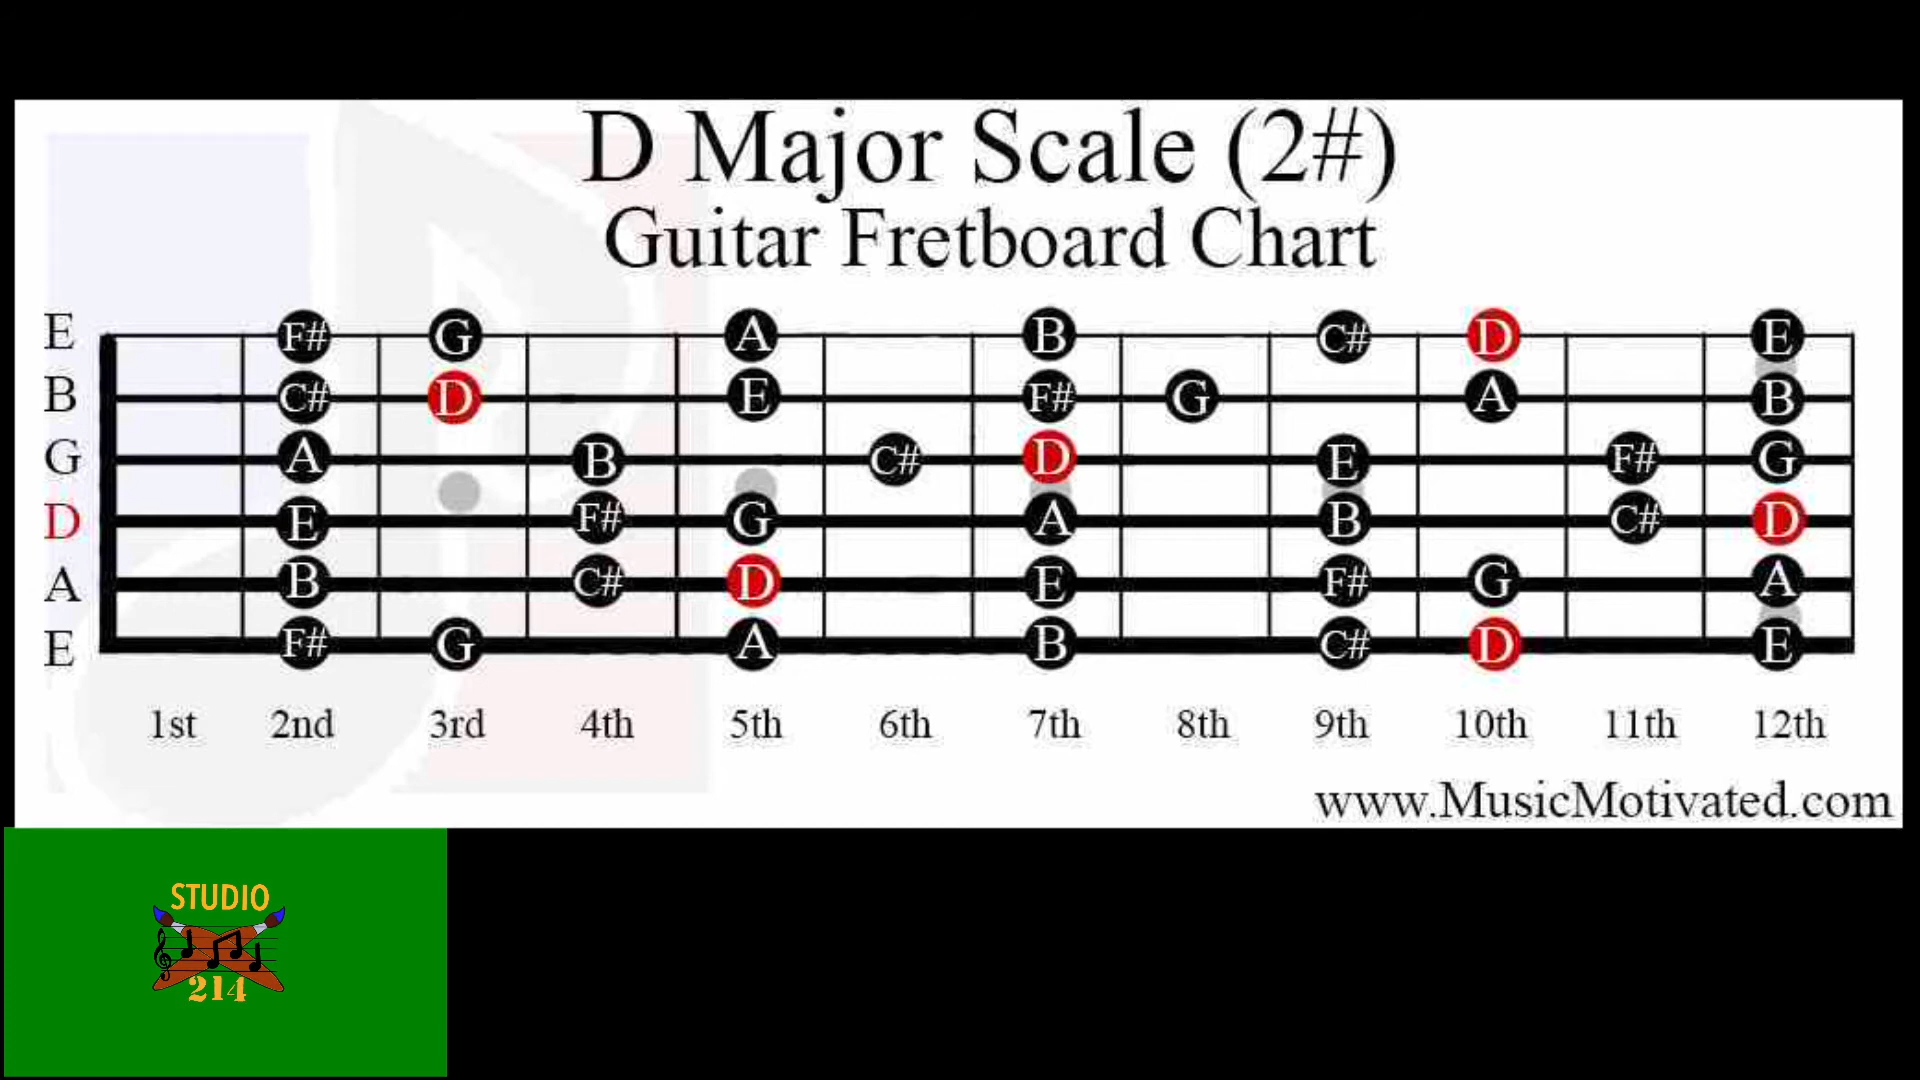 D Major Scale (2#)
Guitar Fretboard Chart
E F# G A B C# D E
B C# D E F# G A B
G A B C# D E F# G
D E F# G A B C# D
A B C# D E F# G A
E F# G A B C# D E
1st 2nd 3rd 4th 5th 6th 7th 8th 9th 10th 11th 12th
www.MusicMotivated.com
STUDIO
214